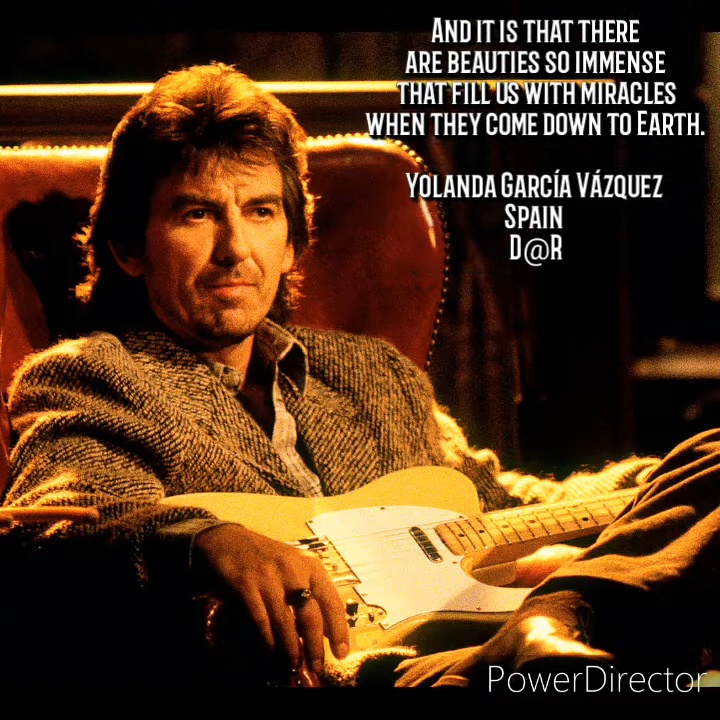 And it is that there
are beauties so immense
that fill us with miracles
when they come down to Earth.
Yolanda García Vázquez
Spain
D@R
PowerDirector